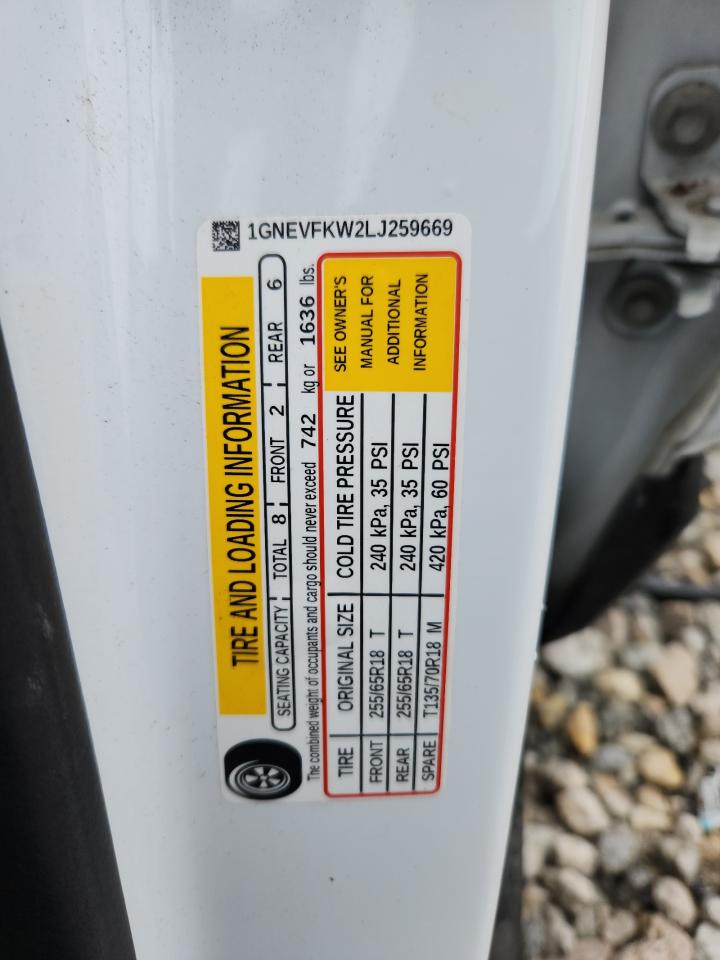 1GNEVFKW2LJ259669
TIRE AND LOADING INFORMATION
SEATING CAPACITY TOTAL 8 FRONT 2 REAR 6
The combined weight of occupants and cargo should never exceed 742 kg or 1636 lbs.
TIRE ORIGINAL SIZE COLD TIRE PRESSURE
FRONT 255/65R18 T 240 kPa, 35 PSI
REAR 255/65R18 T 240 kPa, 35 PSI
SPARE T135/70R18 M 420 kPa, 60 PSI
SEE OWNER'S
MANUAL FOR
ADDITIONAL
INFORMATION